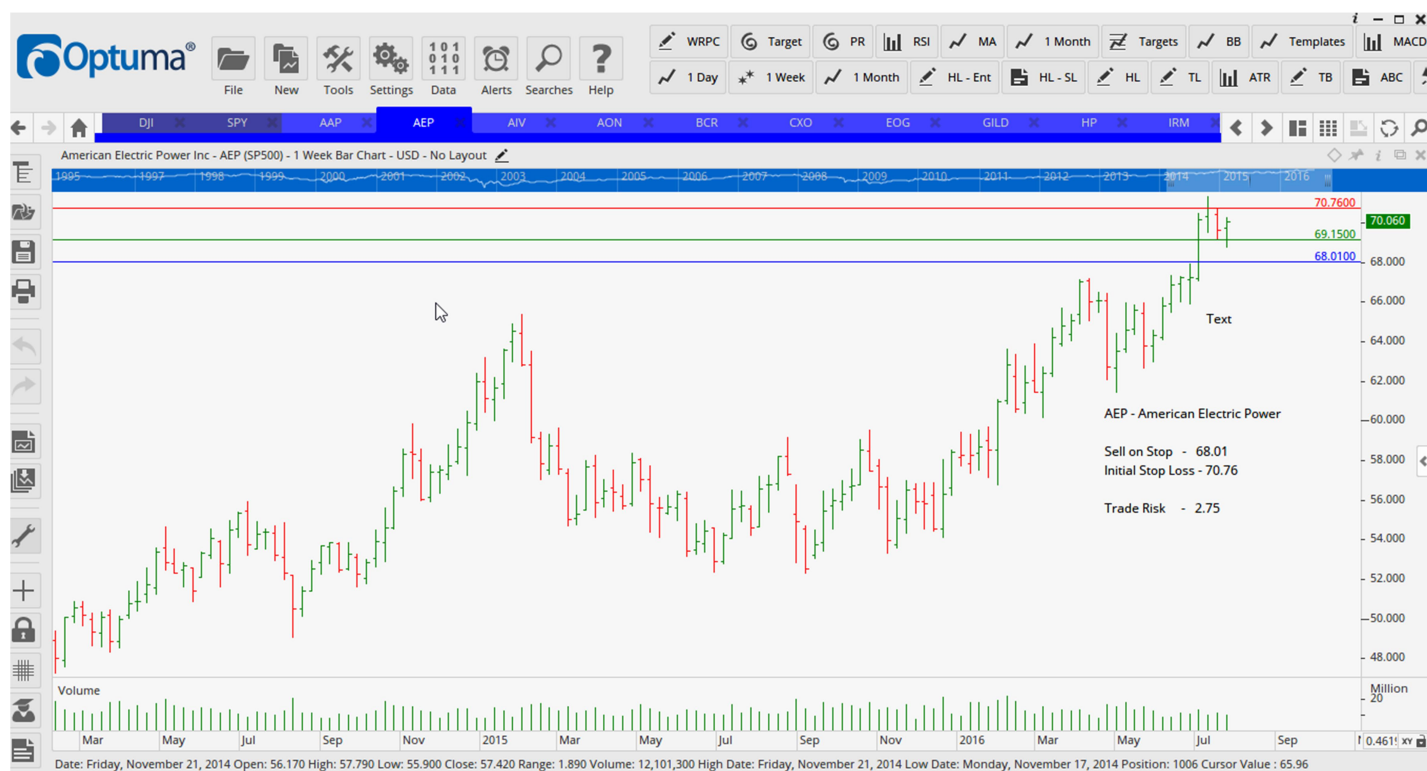 i
Optuma®
WRPC Target PR RSI MA 1 Month Targets BB Templates MACD
101
010
111
File New Tools Settings Data Alerts Searches Help
1 Day 1 Week 1 Month HL - Ent HL - SL HL TL ATR TB ABC
DJI SPY AAP AEP AIV AON BCR CXO EOG GILD HP IRM
American Electric Power Inc - AEP (SP500) - 1 Week Bar Chart - USD - No Layout
1995 1997 1998 1999 2000 2001 2002 2003 2004 2005 2006 2007 2008 2009 2010 2011 2012 2013 2014 2015 2016
70.7600
70.060
69.1500
68.0100
68.000
66.000
Text
64.000
62.000
60.000
AEP - American Electric Power
58.000
Sell on Stop - 68.01
Initial Stop Loss - 70.76
56.000
Trade Risk - 2.75
54.000
52.000
50.000
48.000
Volume
Million
20
Mar May Jul Sep Nov 2015 Mar May Jul Sep Nov 2016 Mar May Jul Sep
XY
Date: Friday, November 21, 2014 Open: 56.170 High: 57.790 Low: 55.900 Close: 57.420 Range: 1.890 Volume: 12,101,300 High Date: Friday, November 21, 2014 Low Date: Monday, November 17, 2014 Position: 1006 Cursor Value : 65.96